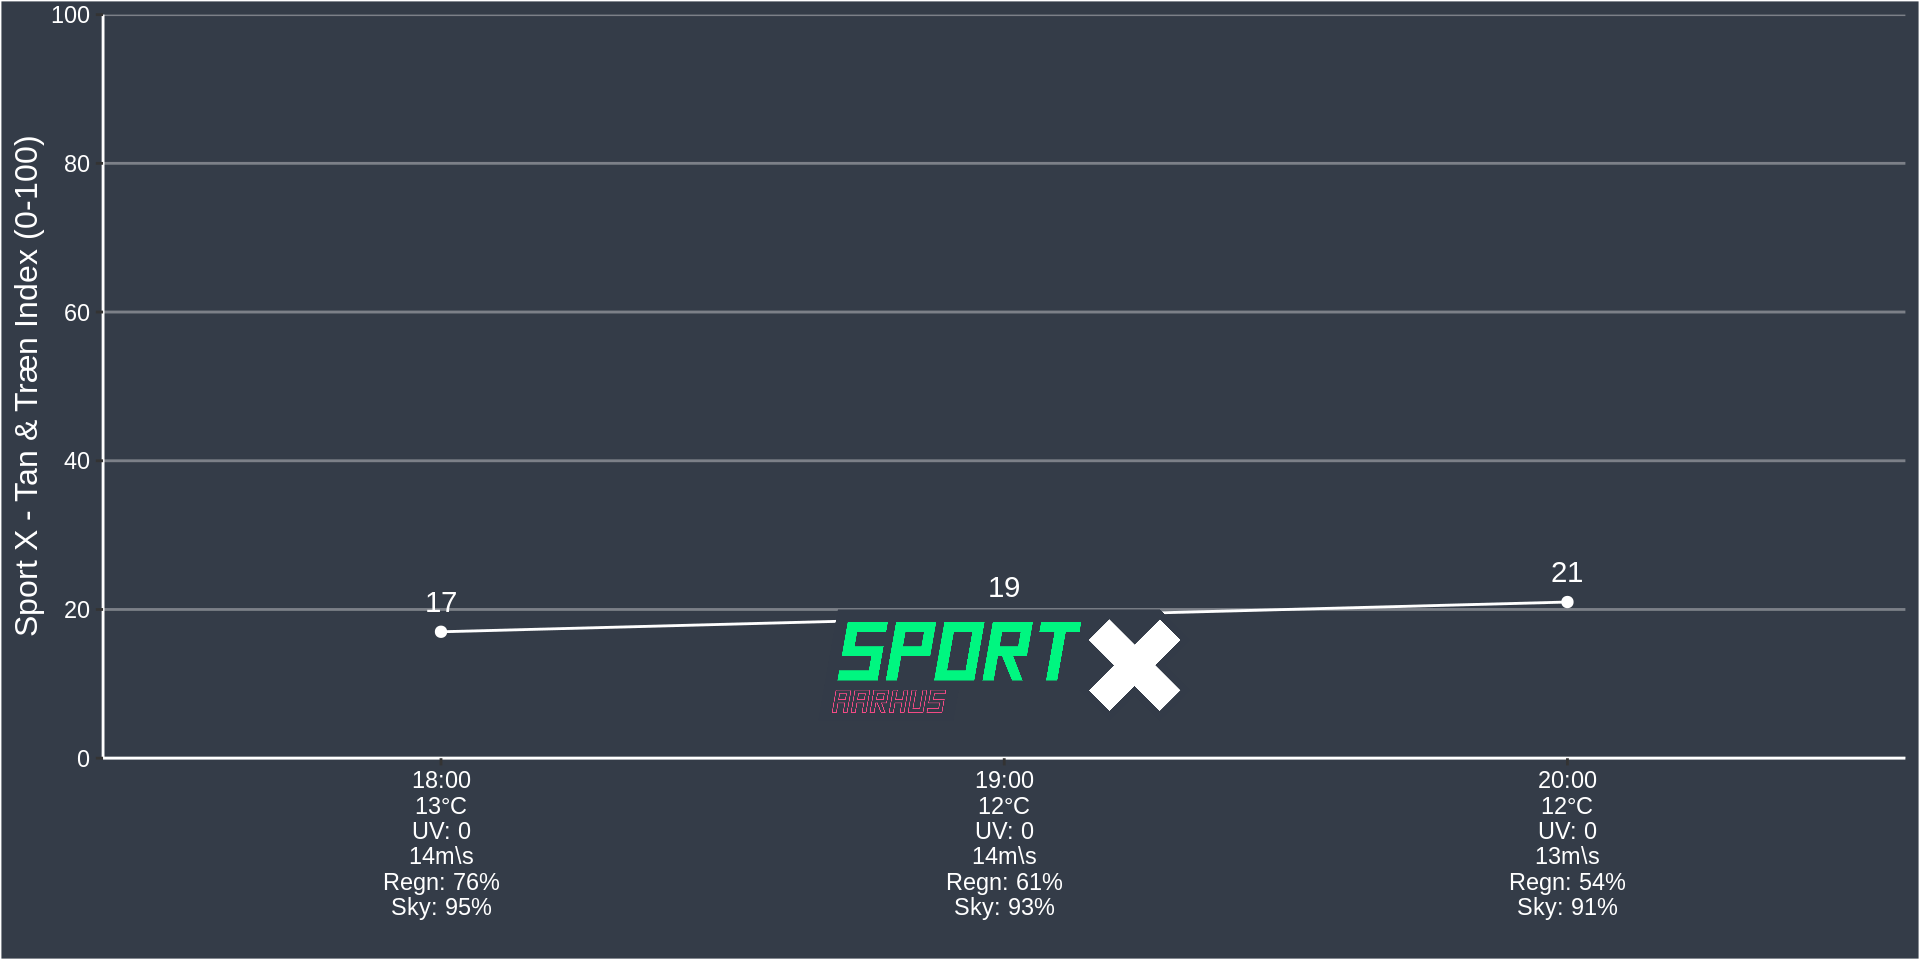 Sport X - Tan & Træn Index (0-100)
100
80
60
40
20
0
17
19
21
SPORT X
AARHUS
18:00
13°C
UV: 0
14m\s
Regn: 76%
Sky: 95%
19:00
12°C
UV: 0
14m\s
Regn: 61%
Sky: 93%
20:00
12°C
UV: 0
13m\s
Regn: 54%
Sky: 91%